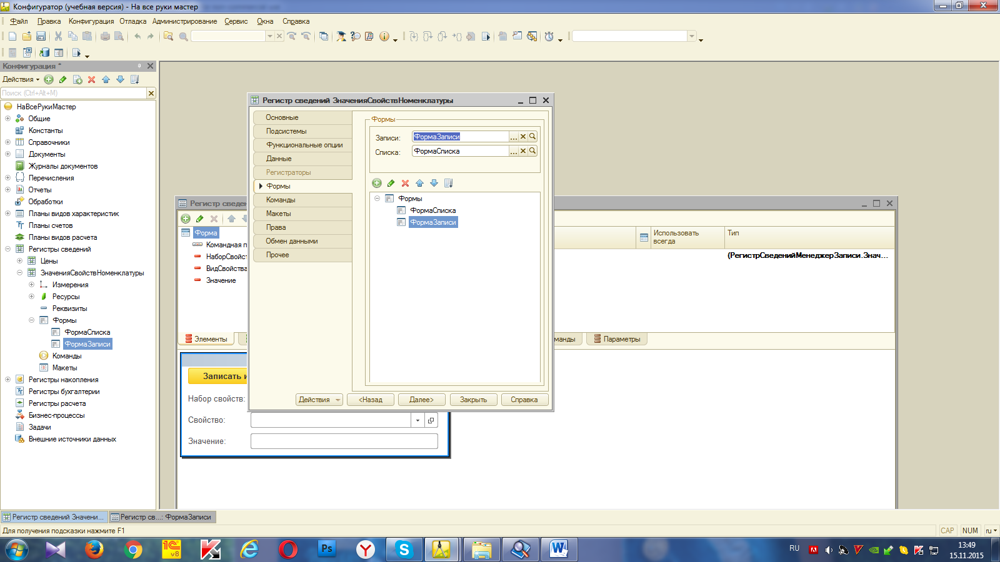 Конфигуратор (учебная версия) - На все руки мастер
Файл Правка Конфигурация Отладка Администрирование Сервис Окна Справка
Конфигурация *
Действия
Поиск (Ctrl+Alt+M)
НаВсеРукиМастер
Общие
Константы
Справочники
Документы
Журналы документов
Перечисления
Отчеты
Обработки
Планы видов характеристик
Планы счетов
Планы видов расчета
Регистры сведений
Цены
ЗначенияСвойствНоменклатуры
Измерения
Ресурсы
Реквизиты
Формы
ФормаСписка
ФормаЗаписи
Команды
Макеты
Регистры накопления
Регистры бухгалтерии
Регистры расчета
Бизнес-процессы
Задачи
Внешние источники данных
Регистр сведений ЗначенияСвойствНоменклатуры
Основные
Подсистемы
Функциональные опции
Данные
Регистраторы
Формы
Команды
Макеты
Права
Обмен данными
Прочее
Формы
Записи: ФормаЗаписи ...
Списка: ФормаСписка ...
Формы
ФормаСписка
ФормаЗаписи
Действия <Назад Далее> Закрыть Справка
Регистр сведен
Форма
Командная п
НаборСвойст
ВидСвойства
Значение
Элементы
Использовать всегда
Тип
(РегистрСведенийМенеджерЗаписи.Знач...
манды
Параметры
Записать и
Набор свойств:
Свойство:
Значение:
Регистр сведений Значени... Регистр св...: ФормаЗаписи
Для получения подсказки нажмите F1
CAP NUM ru
RU
13:49
15.11.2015